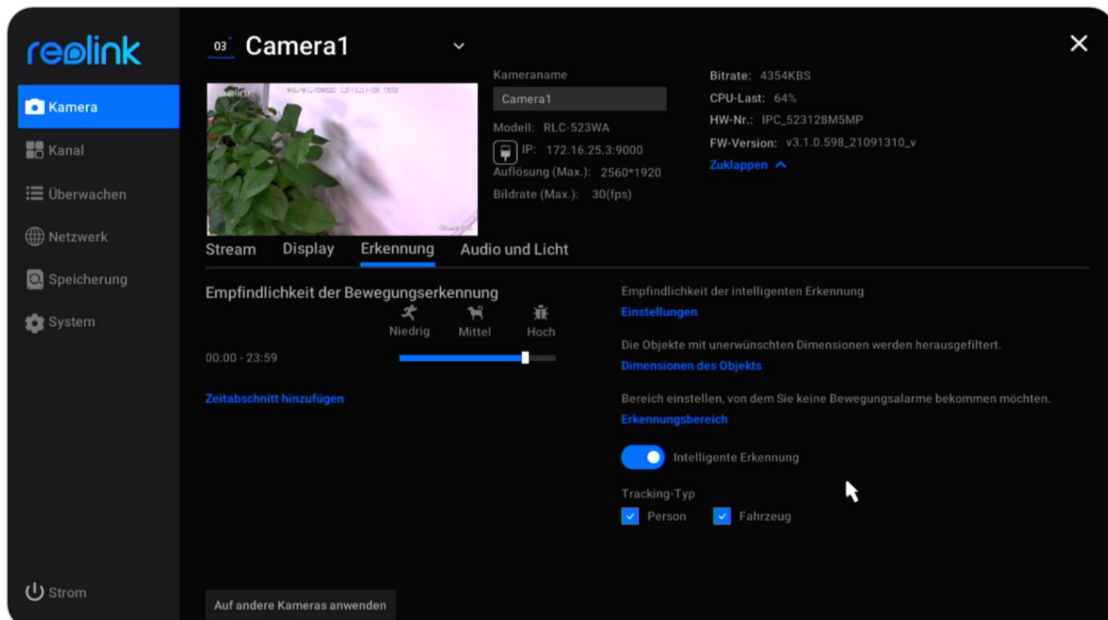 reolink
Kamera
Kanal
Überwachen
Netzwerk
Speicherung
System
Strom
03 Camera1
reolink
Kameraname
Camera1
Modell: RLC-523WA
IP: 172.16.25.3:9000
Auflösung (Max.): 2560*1920
Bildrate (Max.): 30(fps)
Bitrate: 4354KBS
CPU-Last: 64%
HW-Nr.: IPC_523128M5MP
FW-Version: v3.1.0.598_21091310_v
Zuklappen
Stream Display Erkennung Audio und Licht
Empfindlichkeit der Bewegungserkennung
Niedrig Mittel Hoch
00:00 - 23:59
Zeitabschnitt hinzufügen
Empfindlichkeit der intelligenten Erkennung
Einstellungen
Die Objekte mit unerwünschten Dimensionen werden herausgefiltert.
Dimensionen des Objekts
Bereich einstellen, von dem Sie keine Bewegungsalarme bekommen möchten.
Erkennungsbereich
Intelligente Erkennung
Tracking-Typ
Person Fahrzeug
Auf andere Kameras anwenden